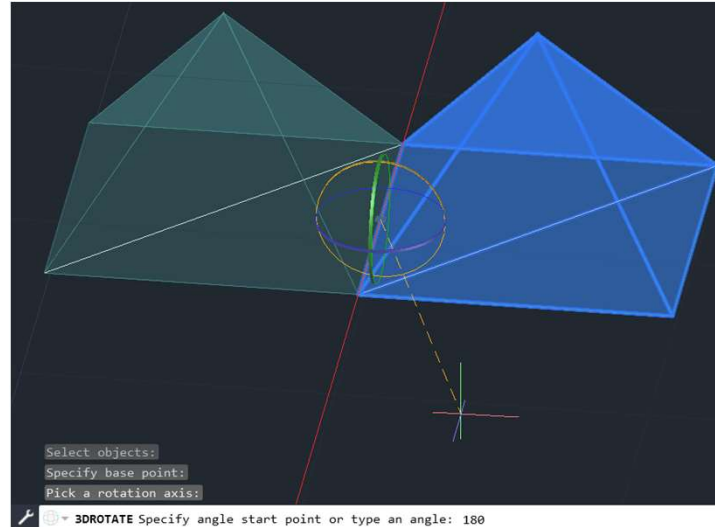 Select objects:
Specify base point:
Pick a rotation axis:
3DROTATE Specify angle start point or type an angle: 180